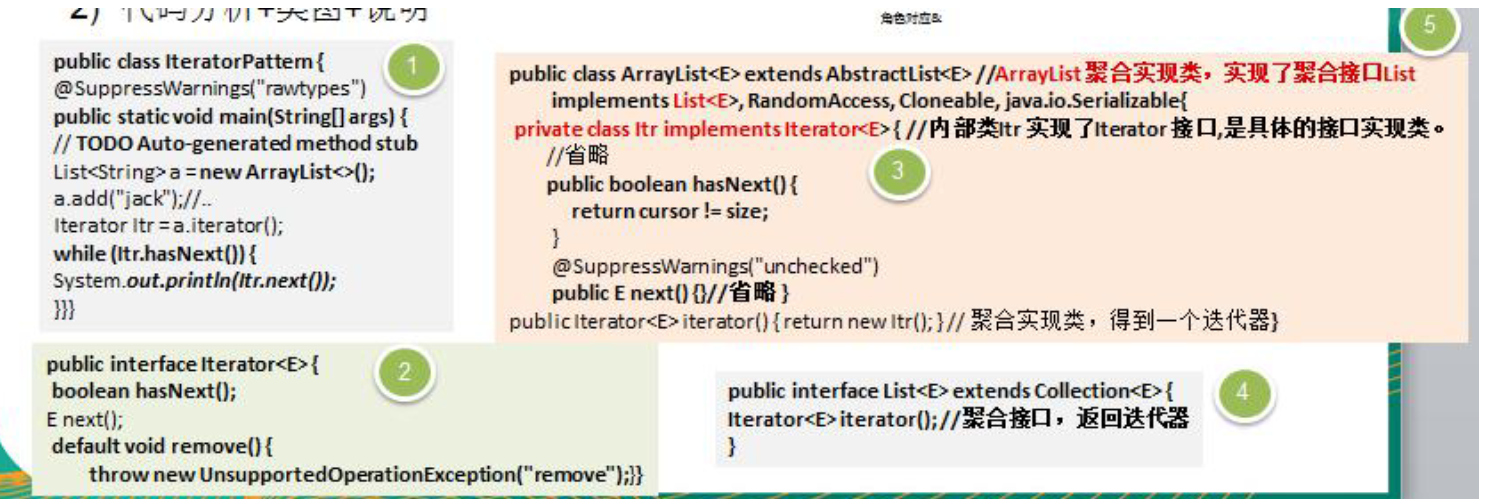 2) 代码分析+类图+说明
角色对应&
5
public class IteratorPattern {
@SuppressWarnings("rawtypes")
public static void main(String[] args) {
// TODO Auto-generated method stub
List<String> a = new ArrayList<>();
a.add("jack");//..
Iterator Itr = a.iterator();
while (Itr.hasNext()) {
System.out.println(Itr.next());
}}}
1
public class ArrayList<E> extends AbstractList<E> //ArrayList 聚合实现类，实现了聚合接口List
implements List<E>, RandomAccess, Cloneable, java.io.Serializable{
private class Itr implements Iterator<E> { //内部类Itr 实现了Iterator 接口,是具体的接口实现类。
//省略
public boolean hasNext() {
return cursor != size;
}
@SuppressWarnings("unchecked")
public E next() {}//省略 }
public Iterator<E> iterator() { return new Itr(); } // 聚合实现类，得到一个迭代器}
3
public interface Iterator<E> {
boolean hasNext();
E next();
default void remove() {
throw new UnsupportedOperationException("remove");}}
2
public interface List<E> extends Collection<E> {
Iterator<E> iterator();//聚合接口，返回迭代器
}
4